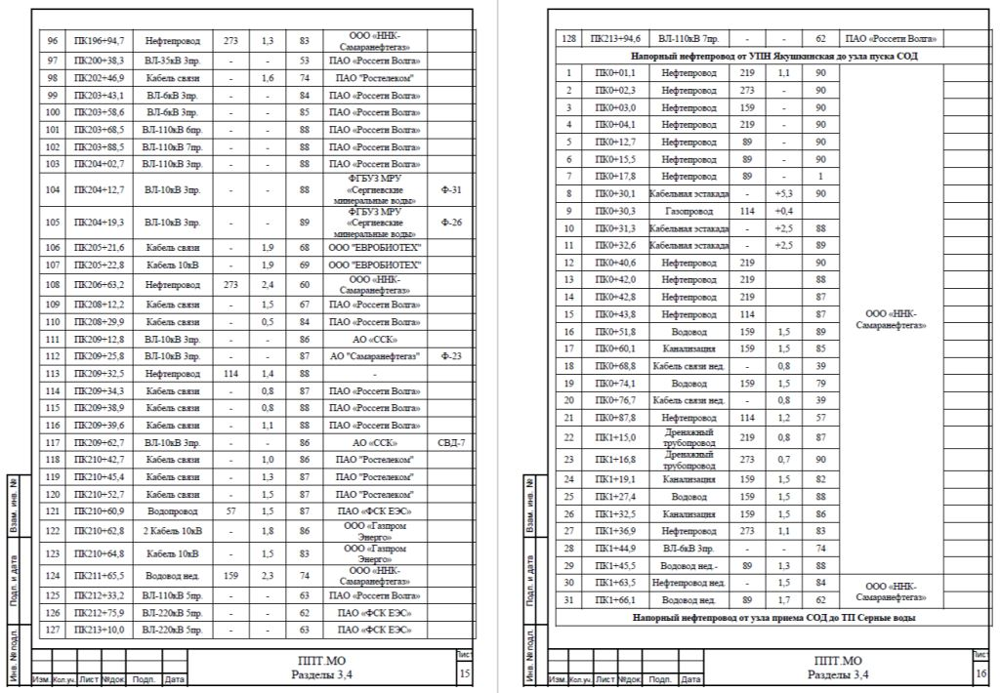 96 ПК196+94,7 Нефтепровод 273 1,3 83 ООО «ННК-
Самаранефтегаз»
97 ПК200+38,3 ВЛ-35кВ 3пр. - - 53 ПАО «Россети Волга»
98 ПК202+46,9 Кабель связи - 1,6 74 ПАО "Ростелеком"
99 ПК203+43,1 ВЛ-6кВ 3пр. - - 84 ПАО «Россети Волга»
100 ПК203+58,6 ВЛ-6кВ 3пр. - - 85 ПАО «Россети Волга»
101 ПК203+68,5 ВЛ-110кВ 6пр. - - 88 ПАО «Россети Волга»
102 ПК203+88,5 ВЛ-110кВ 7пр. - - 88 ПАО «Россети Волга»
103 ПК204+02,7 ВЛ-110кВ 3пр. - - 88 ПАО «Россети Волга»
104 ПК204+12,7 ВЛ-10кВ 3пр. - - 88 ФГБУЗ МРУ
«Сергиевские
минеральные воды» Ф-31
105 ПК204+19,3 ВЛ-10кВ 3пр. - - 89 ФГБУЗ МРУ
«Сергиевские
минеральные воды» Ф-26
106 ПК205+21,6 Кабель связи - 1,9 68 ООО "ЕВРОБИОТЕХ"
107 ПК205+22,8 Кабель 10кВ - 1,9 69 ООО "ЕВРОБИОТЕХ"
108 ПК206+63,2 Нефтепровод 273 2,4 60 ООО «ННК-
Самаранефтегаз»
109 ПК208+12,2 Кабель связи - 1,5 67 ПАО «Россети Волга»
110 ПК208+29,9 Кабель связи - 0,5 84 ПАО «Россети Волга»
111 ПК209+12,8 ВЛ-10кВ 3пр. - - 86 АО «ССК»
112 ПК209+25,8 ВЛ-10кВ 3пр. - - 87 АО "Самаранефтегаз" Ф-23
113 ПК209+32,5 Нефтепровод 114 1,4 88 -
114 ПК209+34,3 Кабель связи - 0,8 87 ПАО «Россети Волга»
115 ПК209+38,9 Кабель связи - 0,8 88 ПАО «Россети Волга»
116 ПК209+39,6 Кабель связи - 1,1 88 ПАО «Россети Волга»
117 ПК209+62,7 ВЛ-10кВ 3пр. - - 86 АО «ССК» СВД-7
118 ПК210+42,7 Кабель связи - 1,0 86 ПАО "Ростелеком"
119 ПК210+45,4 Кабель связи - 1,3 87 ПАО "Ростелеком"
120 ПК210+52,7 Кабель связи - 1,5 87 ПАО "Ростелеком"
121 ПК210+60,9 Водопровод 57 1,5 87 ПАО «ФСК ЕЭС»
122 ПК210+62,8 2 Кабель 10кВ - 1,8 86 ООО «Газпром
Энерго»
123 ПК210+64,8 Кабель 10кВ - 1,5 83 ООО «Газпром
Энерго»
124 ПК211+65,5 Водовод нед. 159 2,3 74 ООО «ННК-
Самаранефтегаз»
125 ПК212+33,2 ВЛ-110кВ 5пр. - - 63 ПАО «Россети Волга»
126 ПК212+75,9 ВЛ-220кВ 5пр. - - 62 ПАО «ФСК ЕЭС»
127 ПК213+10,0 ВЛ-220кВ 5пр. - - 63 ПАО «ФСК ЕЭС»
Взам. инв. №
Подп. и дата
Инв. № подл.
Изм. Кол.уч. Лист №док. Подп. Дата
ППТ.МО
Разделы 3,4
Лист
15
128 ПК213+94,6 ВЛ-110кВ 7пр. - - 62 ПАО «Россети Волга»
Напорный нефтепровод от УПН Якушкинская до узла пуска СОД
1 ПК0+01,1 Нефтепровод 219 1,1 90
2 ПК0+02,3 Нефтепровод 273 - 90
3 ПК0+03,0 Нефтепровод 159 - 90
4 ПК0+04,1 Нефтепровод 219 - 90
5 ПК0+12,7 Нефтепровод 89 - 90
6 ПК0+15,5 Нефтепровод 89 - 90
7 ПК0+17,8 Нефтепровод 89 - 1
8 ПК0+30,1 Кабельная эстакада - +5,3 90
9 ПК0+30,3 Газопровод 114 +0,4
10 ПК0+31,3 Кабельная эстакада - +2,5 88
11 ПК0+32,6 Кабельная эстакада - +2,5 89
12 ПК0+40,6 Нефтепровод 219 90
13 ПК0+42,0 Нефтепровод 219 88
14 ПК0+42,8 Нефтепровод 219 87
15 ПК0+43,8 Нефтепровод 114 87
ООО «ННК-
Самаранефтегаз»
16 ПК0+51,8 Водовод 159 1,5 89
17 ПК0+60,1 Канализация 159 1,5 85
18 ПК0+68,8 Кабель связи нед. - 0,8 39
19 ПК0+74,1 Водовод 159 1,5 79
20 ПК0+76,7 Кабель связи нед. - 0,8 39
21 ПК0+87,8 Нефтепровод 114 1,2 57
22 ПК1+15,0 Дренажный
трубопровод 219 0,8 87
23 ПК1+16,8 Дренажный
трубопровод 273 0,7 90
24 ПК1+19,1 Канализация 159 1,5 82
25 ПК1+27,4 Водовод 159 1,5 88
26 ПК1+32,5 Канализация 159 1,5 86
27 ПК1+36,9 Нефтепровод 273 1,1 83
28 ПК1+44,9 ВЛ-6кВ 3пр. - - 74
29 ПК1+45,5 Водовод нед.- 89 1,3 88
30 ПК1+63,5 Нефтепровод нед. - 1,5 84 ООО «ННК-
Самаранефтегаз»
31 ПК1+66,1 Водовод нед. 89 1,7 62
Напорный нефтепровод от узла приема СОД до ТП Серные воды
Взам. инв. №
Подп. и дата
Инв. № подл.
Изм. Кол.уч. Лист №док. Подп. Дата
ППТ.МО
Разделы 3,4
Лист
16